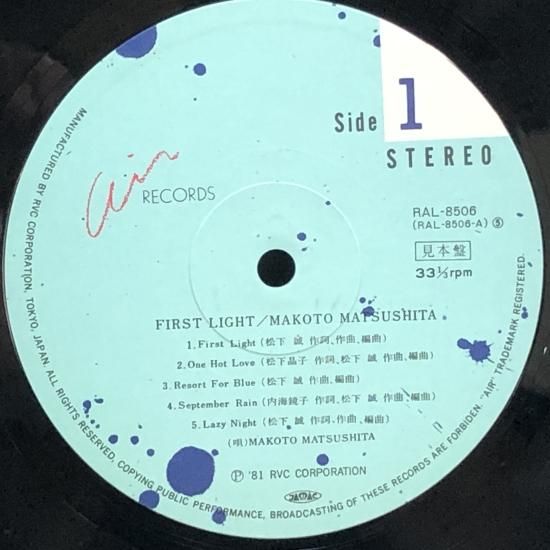 Side 1
STEREO
Air RECORDS
RAL-8506
(RAL-8506-A) ⑤
見本盤
33⅓rpm
FIRST LIGHT/MAKOTO MATSUSHITA
1. First Light (松下 誠 作詞、作曲、編曲)
2. One Hot Love (松下晶子 作詞、松下 誠 作曲、編曲)
3. Resort For Blue (松下 誠 作曲、編曲)
4. September Rain (内海鏡子 作詞、松下 誠 作曲、編曲)
5. Lazy Night (松下 誠 作詞、作曲、編曲)
(唄) MAKOTO MATSUSHITA
Ⓟ '81 RVC CORPORATION
JASRAC
MANUFACTURED BY RVC CORPORATION, TOKYO, JAPAN. ALL RIGHTS RESERVED, COPYING PUBLIC PERFORMANCE, BROADCASTING OF THESE RECORDS ARE FORBIDDEN. "AIR" TRADEMARK REGISTERED.